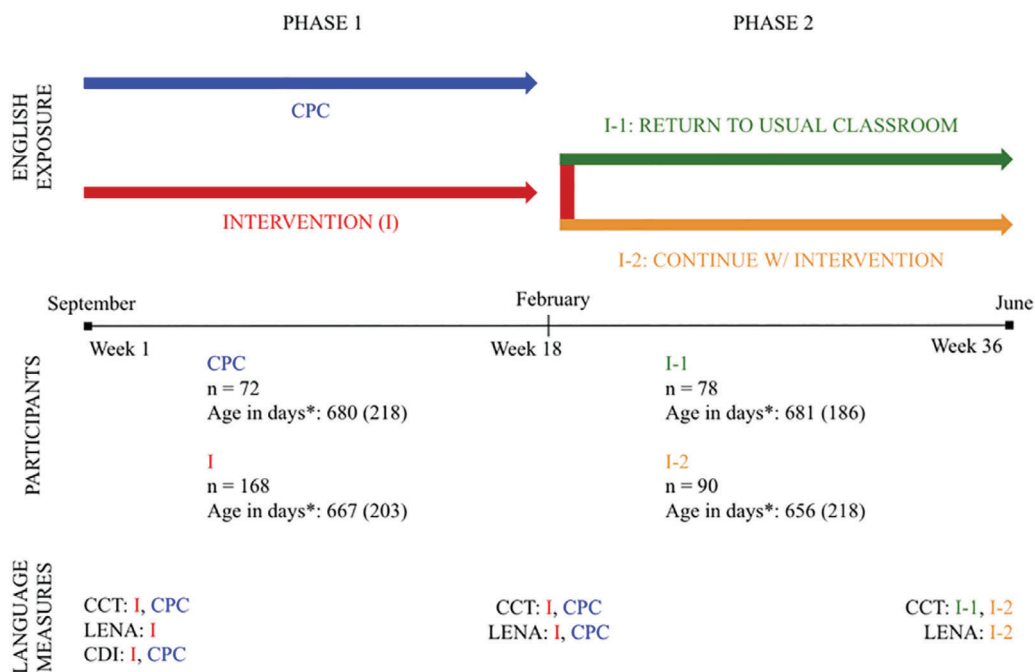 PHASE 1
PHASE 2
ENGLISH
EXPOSURE
CPC
I-1: RETURN TO USUAL CLASSROOM
INTERVENTION (I)
I-2: CONTINUE W/ INTERVENTION
September
February
June
Week 1
Week 18
Week 36
PARTICIPANTS
CPC
n = 72
Age in days*: 680 (218)
I
n = 168
Age in days*: 667 (203)
I-1
n = 78
Age in days*: 681 (186)
I-2
n = 90
Age in days*: 656 (218)
LANGUAGE
MEASURES
CCT: I, CPC
LENA: I
CDI: I, CPC
CCT: I, CPC
LENA: I, CPC
CCT: I-1, I-2
LENA: I-2